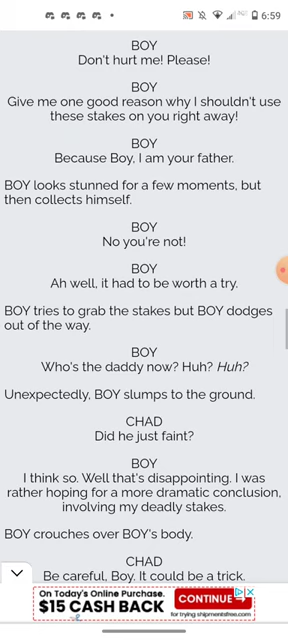 6:59
BOY
Don't hurt me! Please!
BOY
Give me one good reason why I shouldn't use
these stakes on you right away!
BOY
Because Boy, I am your father.
BOY looks stunned for a few moments, but
then collects himself.
BOY
No you're not!
BOY
Ah well, it had to be worth a try.
BOY tries to grab the stakes but BOY dodges
out of the way.
BOY
Who's the daddy now? Huh? Huh?
Unexpectedly, BOY slumps to the ground.
CHAD
Did he just faint?
BOY
I think so. Well that's disappointing. I was
rather hoping for a more dramatic conclusion,
involving my deadly stakes.
BOY crouches over BOY's body.
CHAD
Be careful, Boy. It could be a trick.
On Today's Online Purchase.
$15 CASH BACK
CONTINUE
for trying shipmentsfree.com